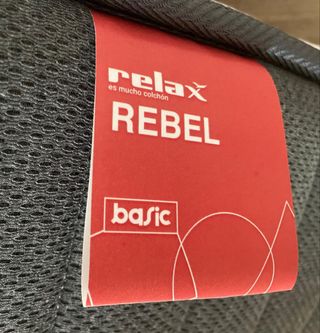 relax
es mucho colchón
REBEL
basic